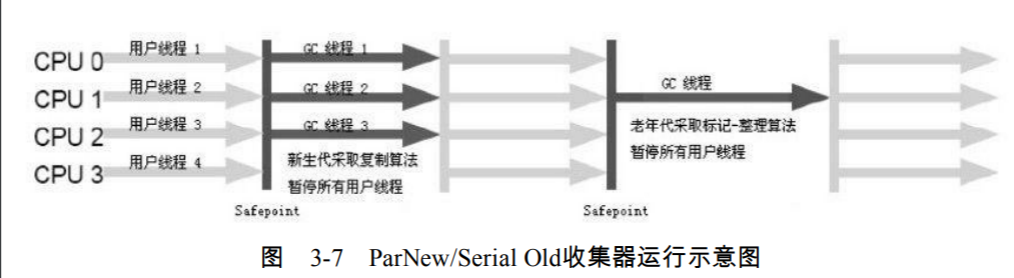 CPU 0 用户线程 1 GC 线程 1
CPU 1 用户线程 2 GC 线程 2 GC 线程
CPU 2 用户线程 3 GC 线程 3 老年代采取标记-整理算法
CPU 3 用户线程 4 新生代采取复制算法 暂停所有用户线程
暂停所有用户线程
Safepoint Safepoint
图 3-7 ParNew/Serial Old收集器运行示意图